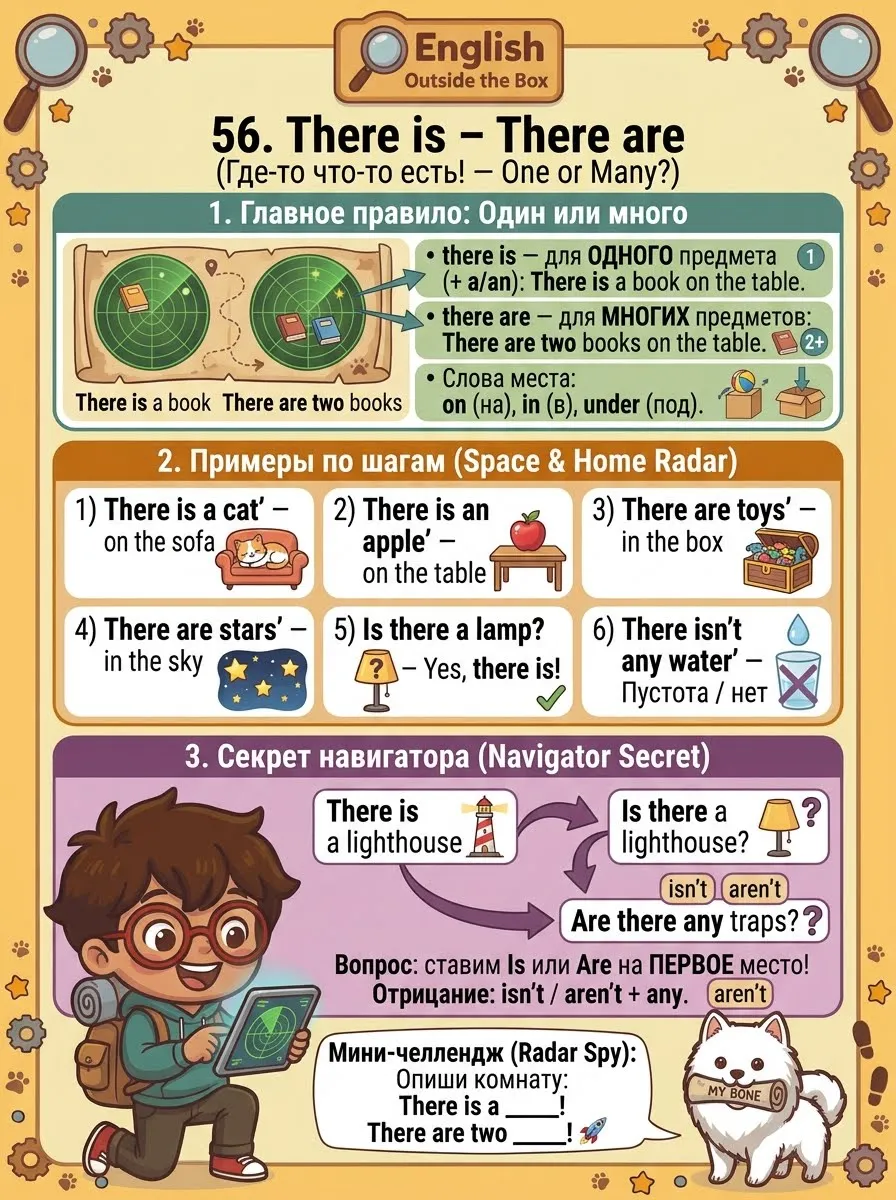 English
Outside the Box
56. There is – There are
(Где-то что-то есть! — One or Many?)
1. Главное правило: Один или много
There is a book
There are two books
• there is — для ОДНОГО предмета
(+ a/an): There is a book on the table.
1
• there are — для МНОГИХ предметов:
There are two books on the table.
2+
• Слова места:
on (на), in (в), under (под).
2. Примеры по шагам (Space & Home Radar)
1) There is a cat’ –
on the sofa
2) There is an
apple’ –
on the table
3) There are toys’ –
in the box
4) There are stars’ –
in the sky
5) Is there a lamp?
?
– Yes, there is!
6) There isn’t
any water’ –
Пустота / нет
3. Секрет навигатора (Navigator Secret)
There is
a lighthouse
Is there a
lighthouse?
?
isn’t
aren’t
Are there any traps??
Вопрос: ставим Is или Are на ПЕРВОЕ место!
Отрицание: isn’t / aren’t + any.
aren’t
Мини-челлендж (Radar Spy):
Опиши комнату:
There is a ____!
There are two ____!
MY BONE